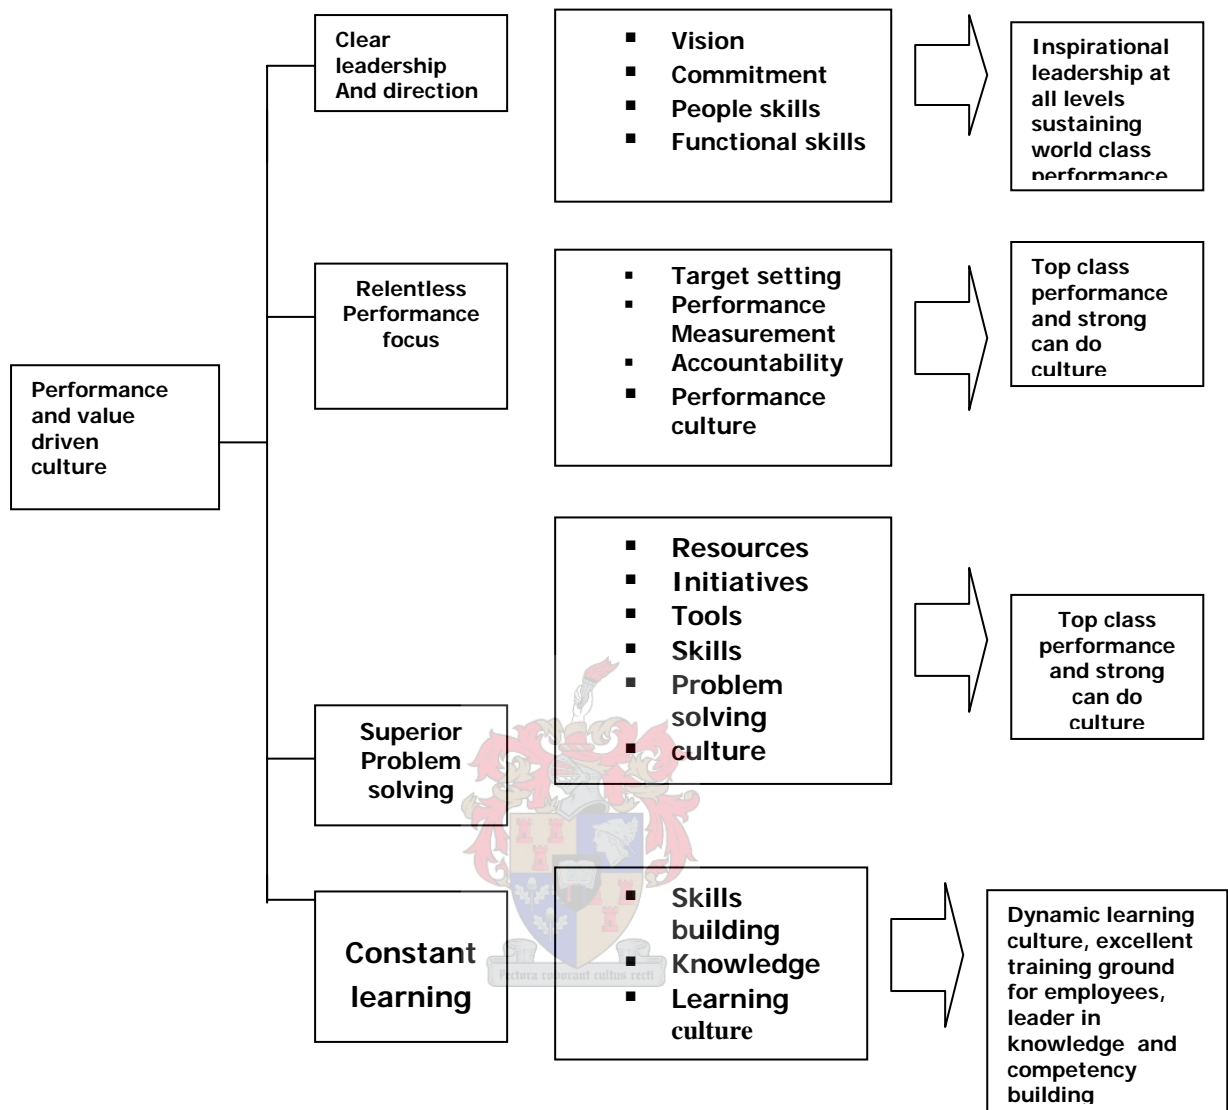 Clear
leadership
And direction
▪ Vision
▪ Commitment
▪ People skills
▪ Functional skills
Inspirational
leadership at
all levels
sustaining
world class
performance
Relentless
Performance
focus
▪ Target setting
▪ Performance
Measurement
▪ Accountability
▪ Performance
culture
Top class
performance
and strong
can do
culture
Performance
and value
driven
culture
Superior
Problem
solving
▪ Resources
▪ Initiatives
▪ Tools
▪ Skills
▪ Problem
solving
▪ culture
Top class
performance
and strong
can do
culture
Constant
learning
▪ Skills
building
▪ Knowledge
▪ Learning
culture
Dynamic learning
culture, excellent
training ground
for employees,
leader in
knowledge and
competency
building
Pectora roborant cultus recti